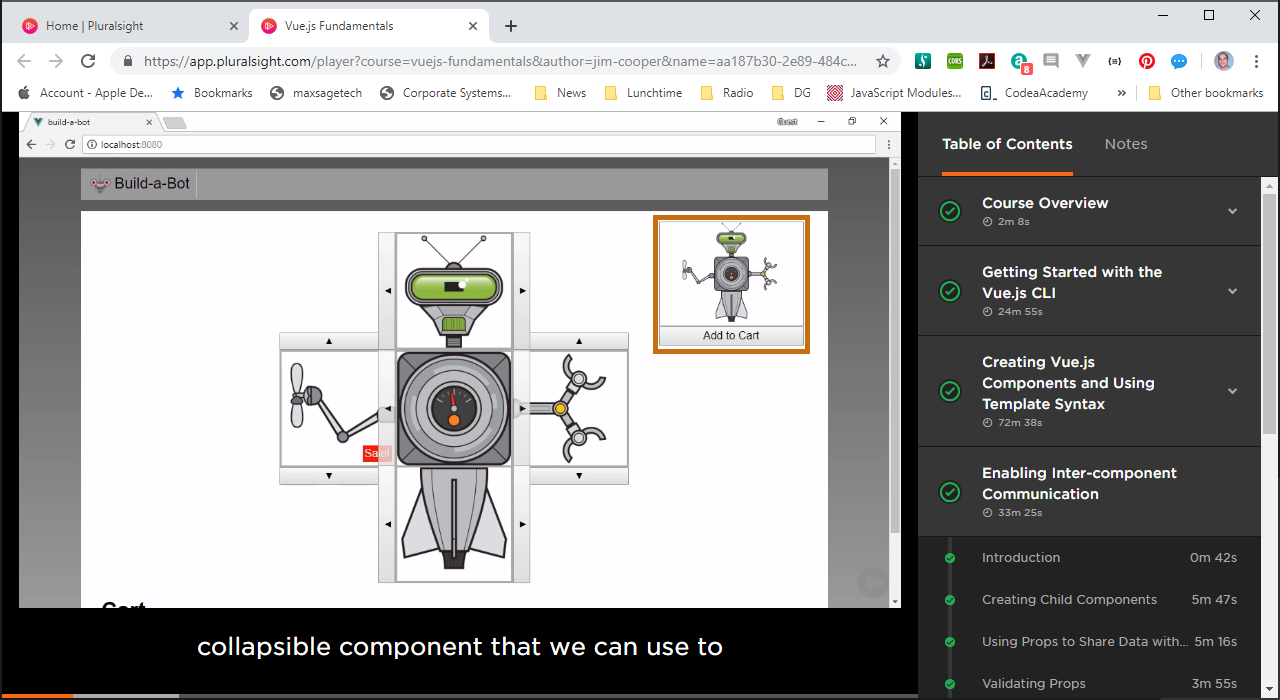 Home | Pluralsight
Vue.js Fundamentals
https://app.pluralsight.com/player?course=vuejs-fundamentals&author=jim-cooper&name=aa187b30-2e89-484c...
CORS
8
Account - Apple De...
Bookmarks
maxsagetech
Corporate Systems...
News
Lunchtime
Radio
DG
JavaScript Modules...
CodeaAcademy
»
Other bookmarks
build-a-bot
Guest
localhost:8080
Build-a-Bot
Add to Cart
Sale!
Cart
collapsible component that we can use to
Table of Contents
Notes
Course Overview
2m 8s
Getting Started with the
Vue.js CLI
24m 55s
Creating Vue.js
Components and Using
Template Syntax
72m 38s
Enabling Inter-component
Communication
33m 25s
Introduction 0m 42s
Creating Child Components 5m 47s
Using Props to Share Data with... 5m 16s
Validating Props 3m 55s